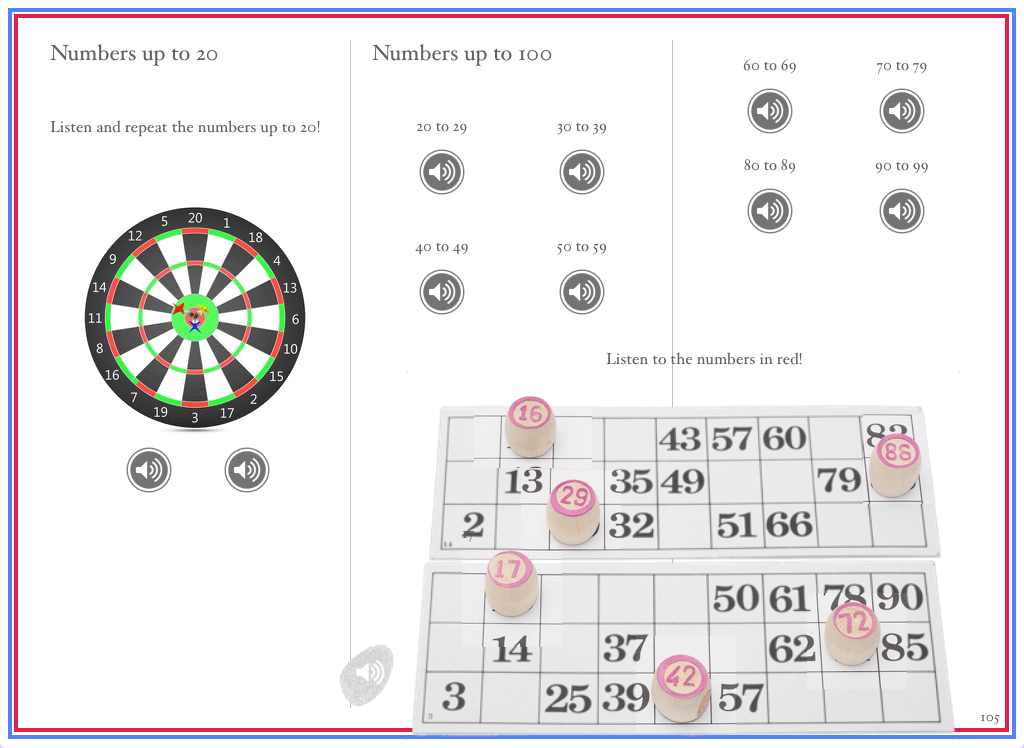 Numbers up to 20
Listen and repeat the numbers up to 20!
20
1
18
4
13
6
10
15
2
17
3
19
7
16
8
11
14
9
12
5
Numbers up to 100
20 to 29
30 to 39
40 to 49
50 to 59
60 to 69
70 to 79
80 to 89
90 to 99
Listen to the numbers in red!
16 43 57 60
13 35 49 79 86
2 29 32 51 66
14
17 50 61 78 90
14 37 62 72 85
3 25 39 42 57
3
105